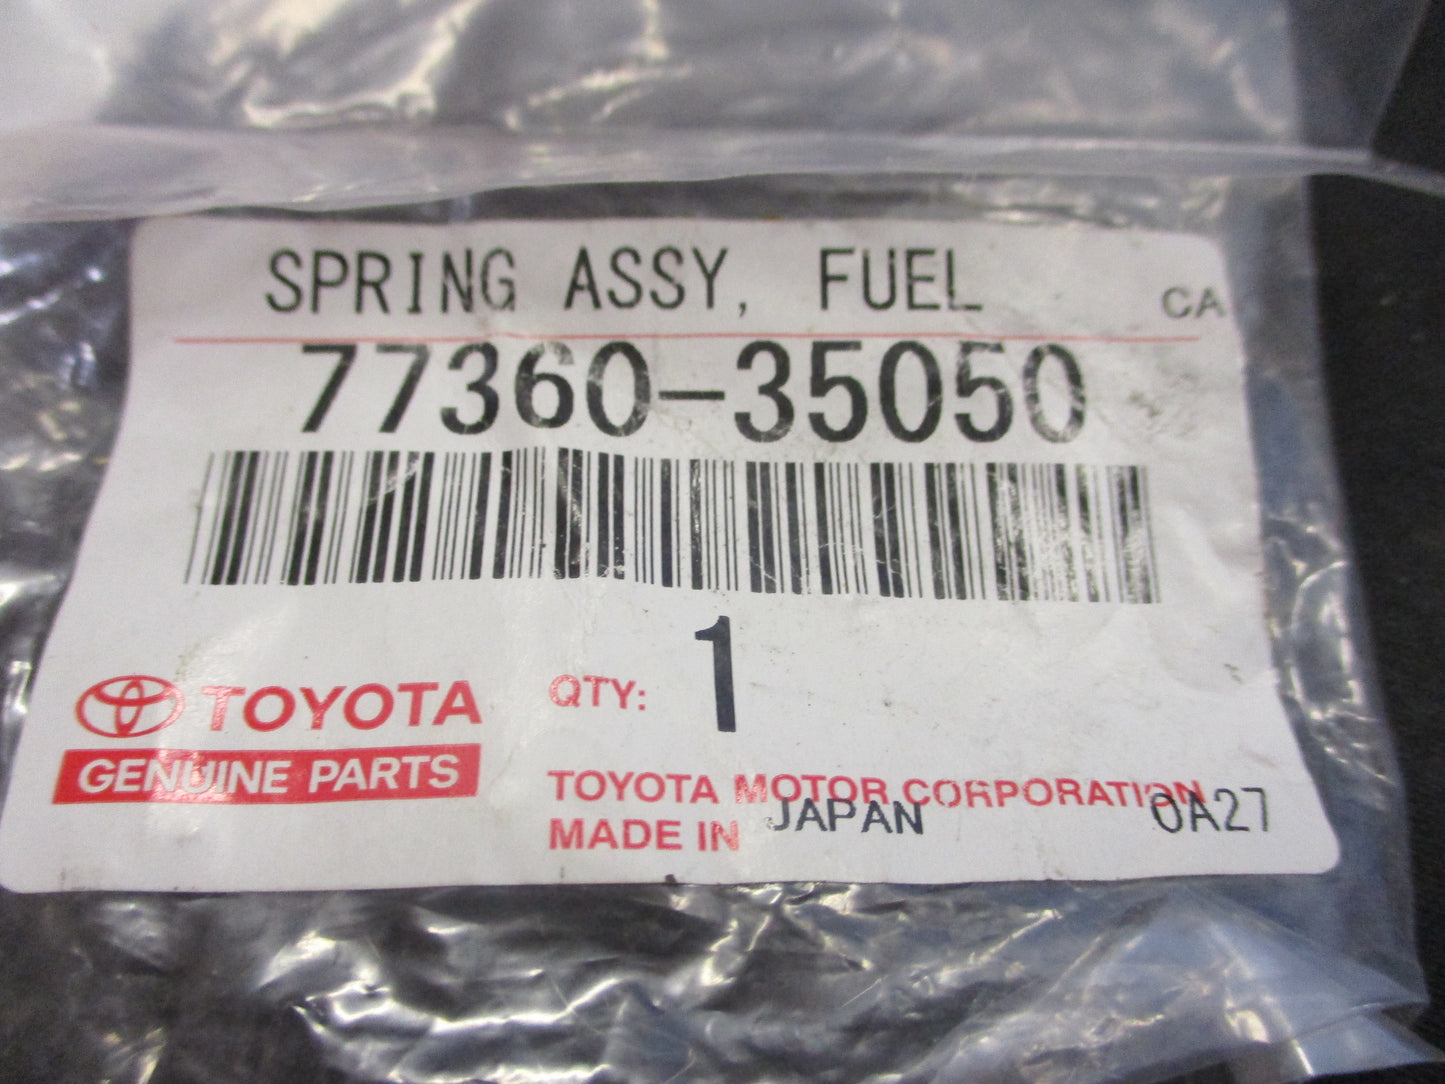 SPRING ASSY, FUEL CA
77360-35050
1
TOYOTA QTY:
GENUINE PARTS
TOYOTA MOTOR CORPORATION
MADE IN JAPAN 0A27